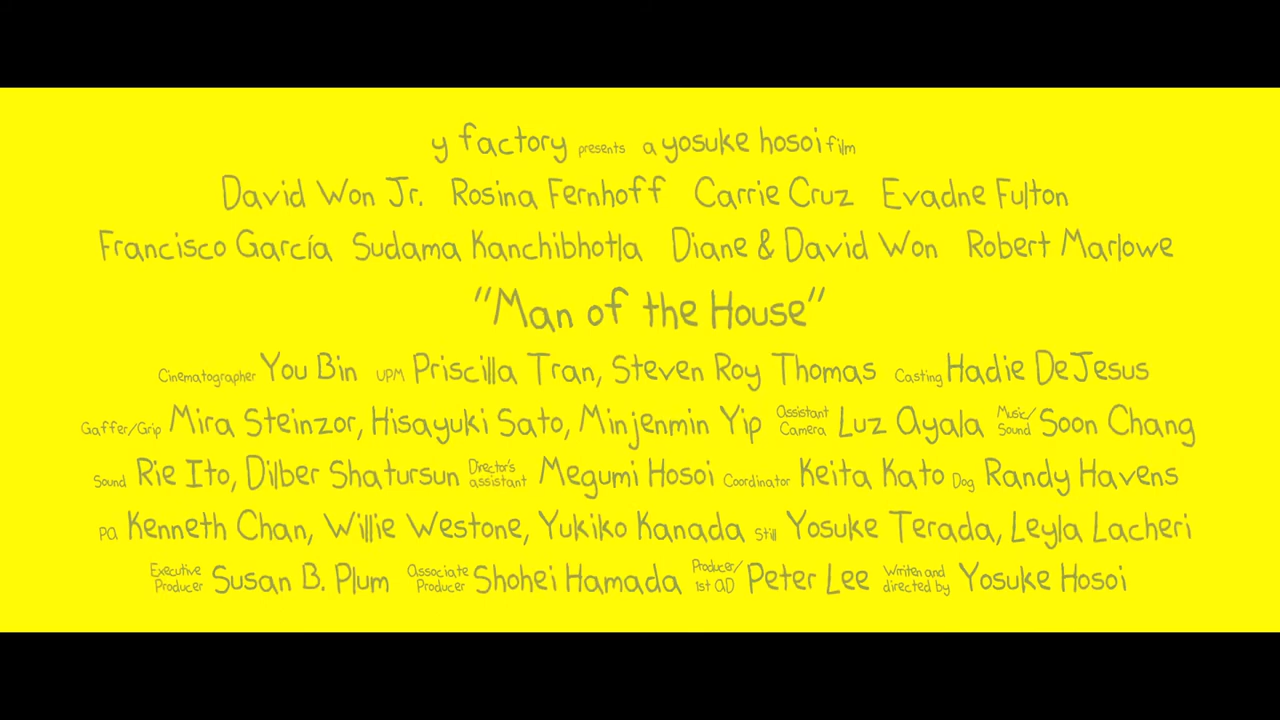 y factory presents a yosuke hosoi film
David Won Jr. Rosina Fernhoff Carrie Cruz Evadne Fulton
Francisco García Sudama Kanchibhotla Diane & David Won Robert Marlowe
"Man of the House"
Cinematographer You Bin UPM Priscilla Tran, Steven Roy Thomas Casting Hadie DeJesus
Gaffer/Grip Mira Steinzor, Hisayuki Sato, Minjenmin Yip Assistant Camera Luz Ayala Music/Sound Soon Chang
Sound Rie Ito, Dilber Shatursun Director's assistant Megumi Hosoi Coordinator Keita Kato Dog Randy Havens
PA Kenneth Chan, Willie Westone, Yukiko Kanada Still Yosuke Terada, Leyla Lacheri
Executive Producer Susan B. Plum Associate Producer Shohei Hamada Producer/1st AD Peter Lee Writen and directed by Yosuke Hosoi